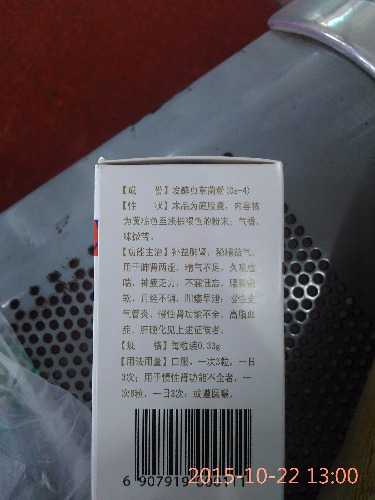 【成　　份】发酵虫草菌粉(Cs-4)
【性　　状】本品为硬胶囊，内容物
为黄棕色至浅棕褐色的粉末；气香，
味微苦。
【功能主治】补益肺肾，秘精益气。
用于肺肾两虚，精气不足，久咳虚
喘，神疲乏力，不寐健忘，腰膝酸
软，月经不调，阳痿早泄；慢性支
气管炎，慢性肾功能不全，高脂血
症，肝硬化见上述证候者。
【规　　格】每粒装0.33g
【用法用量】口服，一次3粒，一日
3次；用于慢性肾功能不全者，一
次6粒，一日3次；或遵医嘱。
6 907919
2015-10-22 13:00